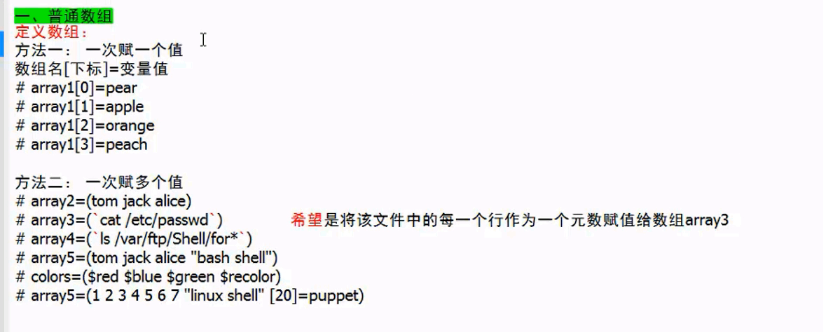 一、普通数组
定义数组：
方法一： 一次赋一个值
数组名[下标]=变量值
# array1[0]=pear
# array1[1]=apple
# array1[2]=orange
# array1[3]=peach
方法二： 一次赋多个值
# array2=(tom jack alice)
# array3=(`cat /etc/passwd`) 希望是将该文件中的每一个行作为一个元数赋值给数组array3
# array4=(`ls /var/ftp/Shell/for*`)
# array5=(tom jack alice "bash shell")
# colors=($red $blue $green $recolor)
# array5=(1 2 3 4 5 6 7 "linux shell" [20]=puppet)